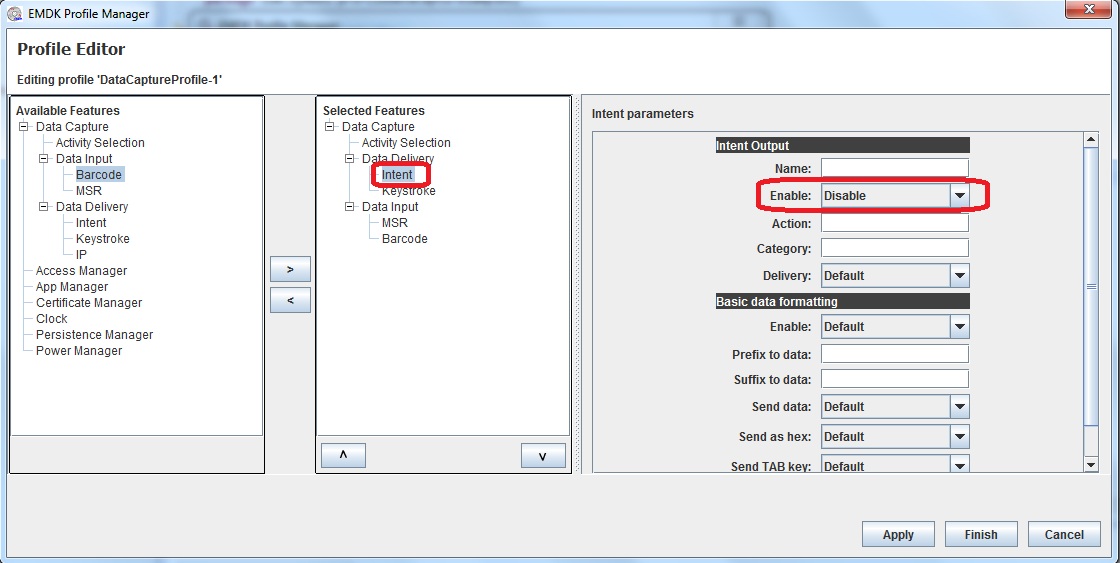 EMDK Profile Manager
Profile Editor
Editing profile 'DataCaptureProfile-1'
Available Features
Data Capture
Activity Selection
Data Input
Barcode
MSR
Data Delivery
Intent
Keystroke
IP
Access Manager
App Manager
Certificate Manager
Clock
Persistence Manager
Power Manager
>
<
Selected Features
Data Capture
Activity Selection
Data Delivery
Intent
Keystroke
Data Input
MSR
Barcode
^
v
Intent parameters
Intent Output
Name:
Enable: Disable
Action:
Category:
Delivery: Default
Basic data formatting
Enable: Default
Prefix to data:
Suffix to data:
Send data: Default
Send as hex: Default
Send TAB key: Default
Apply Finish Cancel